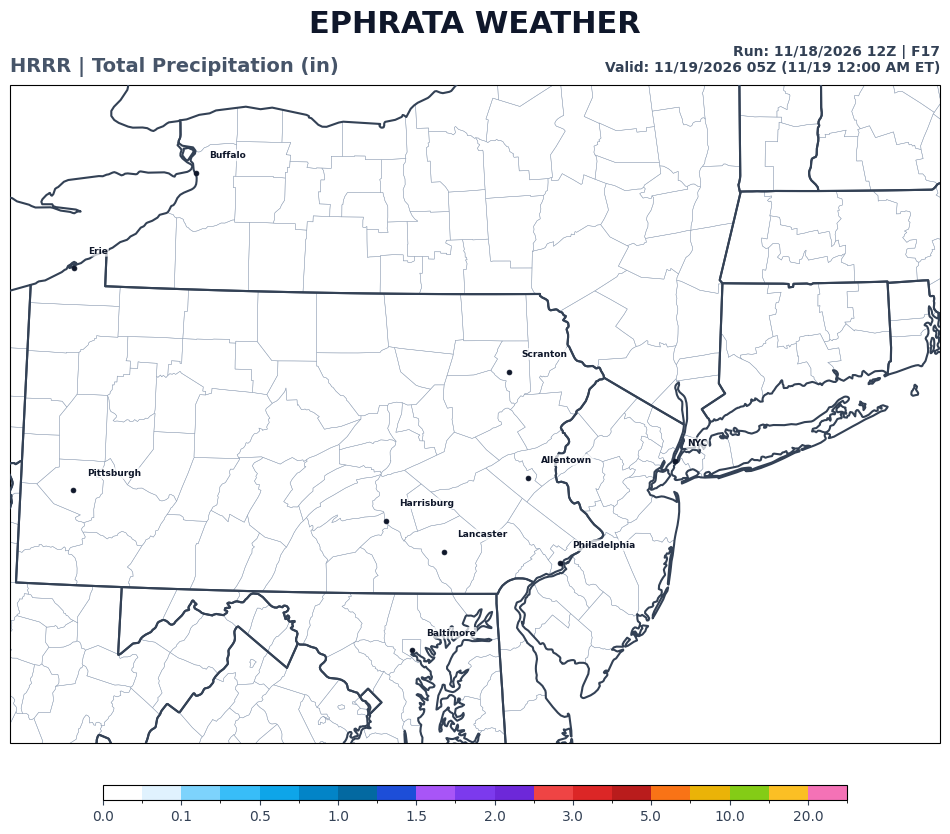 EPHRATA WEATHER
Run: 11/18/2026 12Z | F17
HRRR | Total Precipitation (in)
Valid: 11/19/2026 05Z (11/19 12:00 AM ET)
Buffalo
Erie
Scranton
NYC
Allentown
Pittsburgh
Harrisburg
Lancaster
Philadelphia
Baltimore
0.0 0.1 0.5 1.0 1.5 2.0 3.0 5.0 10.0 20.0